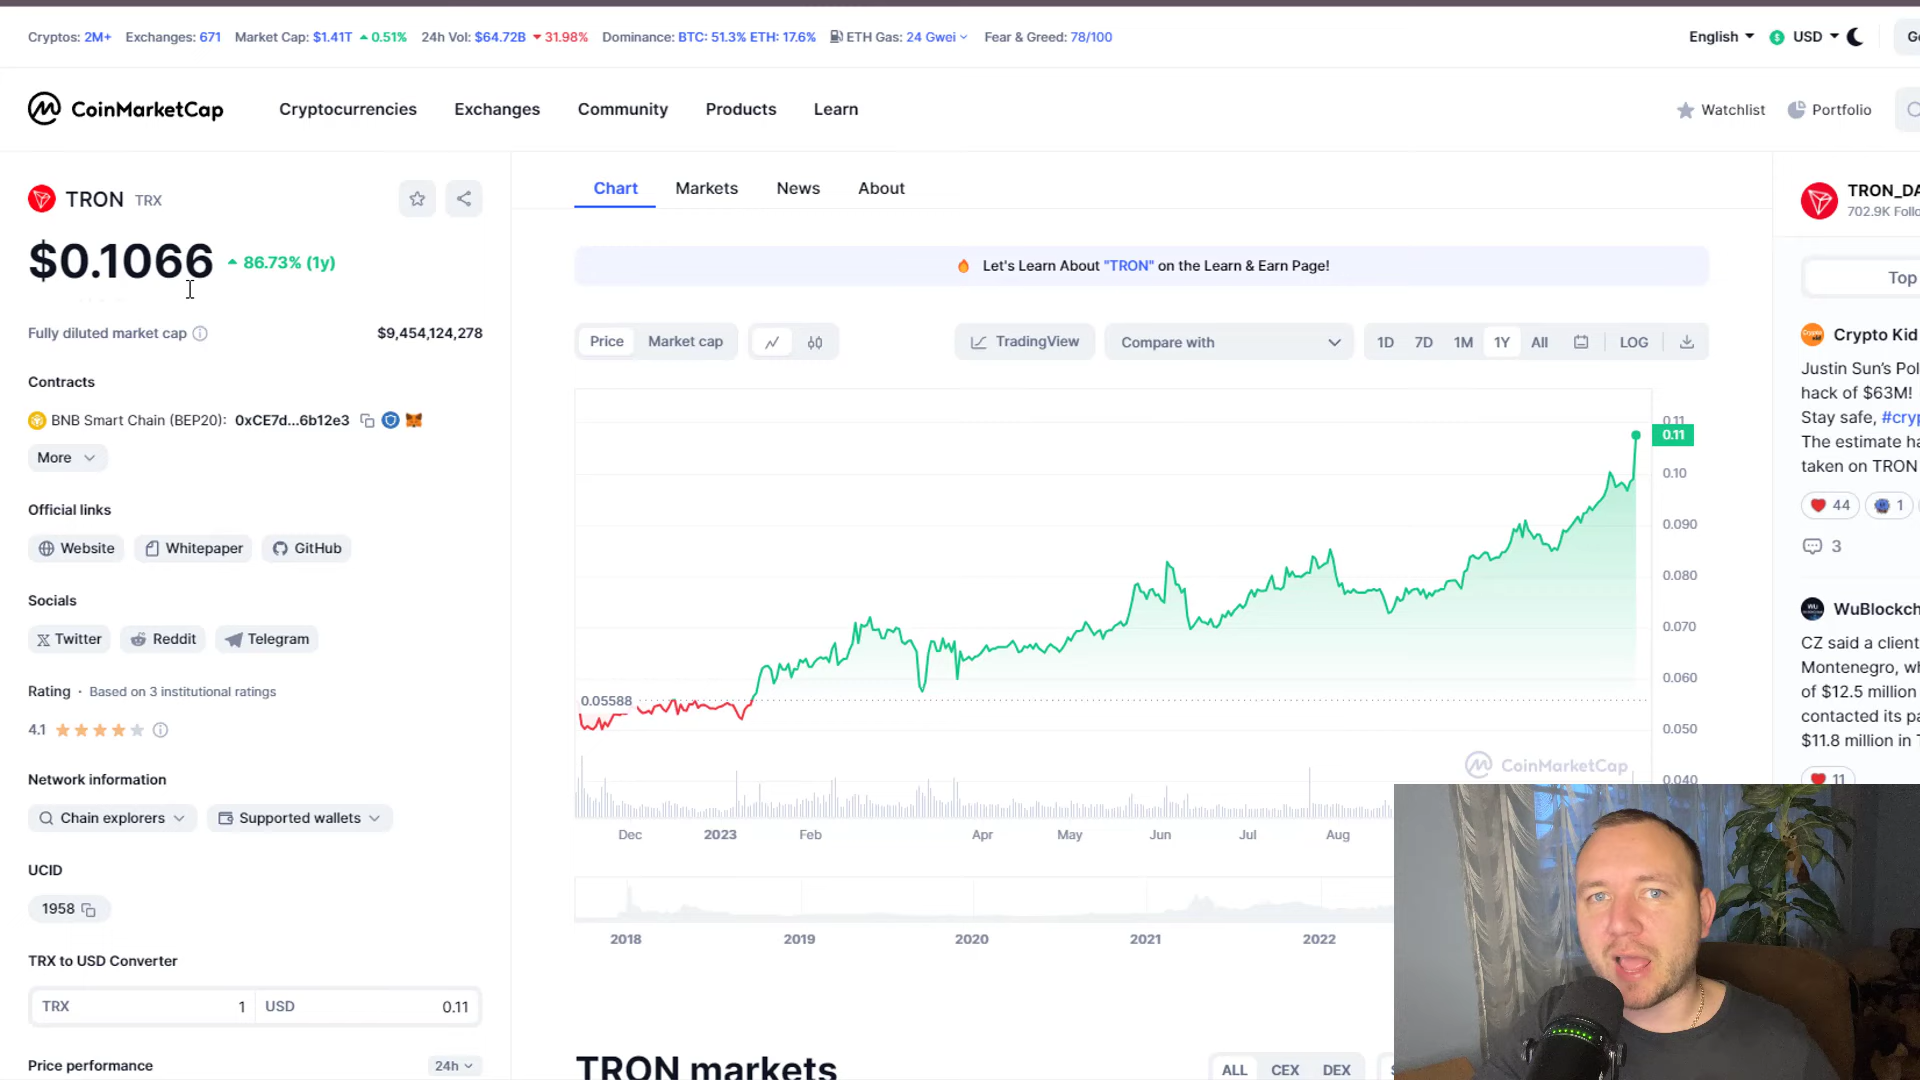 Cryptos: 2M+ Exchanges: 671 Market Cap: $1.41T 0.51% 24h Vol: $64.72B 31.98% Dominance: BTC: 51.3% ETH: 17.6% ETH Gas: 24 Gwei Fear & Greed: 78/100
English USD
CoinMarketCap
Cryptocurrencies Exchanges Community Products Learn
Watchlist Portfolio
TRON TRX
$0.1066 86.73% (1y)
Fully diluted market cap $9,454,124,278
Contracts
BNB Smart Chain (BEP20): 0xCE7d...6b12e3
More
Official links
Website Whitepaper GitHub
Socials
Twitter Reddit Telegram
Rating · Based on 3 institutional ratings
4.1
Network information
Chain explorers Supported wallets
UCID
1958
TRX to USD Converter
TRX 1 USD 0.11
Price performance 24h
Chart Markets News About
Let's Learn About "TRON" on the Learn & Earn Page!
Price Market cap TradingView Compare with 1D 7D 1M 1Y All LOG
0.11
0.11
0.10
0.090
0.080
0.070
0.060
0.05588
0.050
CoinMarketCap
0.040
Dec 2023 Feb Apr May Jun Jul Aug
2018 2019 2020 2021 2022
TRON markets
ALL CEX DEX
TRON_DA
702.9K Follo
Top
Crypto Kid
Justin Sun's Pol
hack of $63M!
Stay safe, #cryp
The estimate ha
taken on TRON
44 1
3
WuBlockch
CZ said a client
Montenegro, wh
of $12.5 million
contacted its pa
$11.8 million in T
11